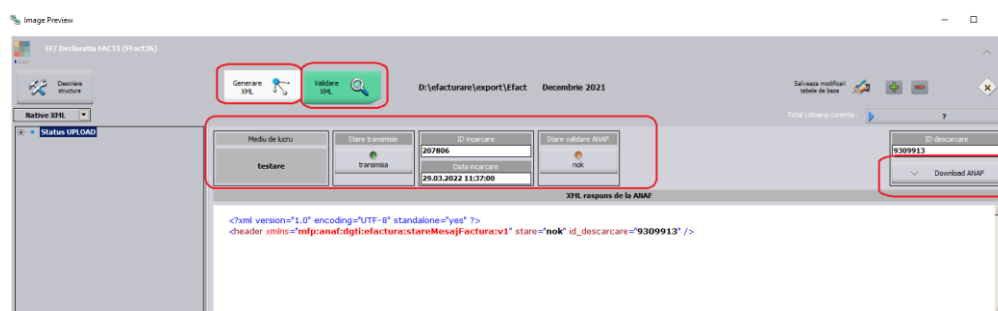 Image Preview
EF/ Declaratia FACT1 (FFact36)
Descriere structura
Generare XML
Validare XML
D:\efacturare\export\Efact Decembrie 2021
Salveaza modificari tabele de baza
Native XML
Total coloana curenta :
?
Status UPLOAD
Mediu de lucru
testare
Stare transmisie
transmisa
ID incarcare
207806
Data incarcare
29.03.2022 11:37:00
Stare validare ANAF
nok
ID descarcare
9309913
Download ANAF
XML raspuns de la ANAF
<?xml version="1.0" encoding="UTF-8" standalone="yes" ?>
<header xmlns="mfp:anaf:dgti:efactura:stareMesajFactura:v1" stare="nok" id_descarcare="9309913" />